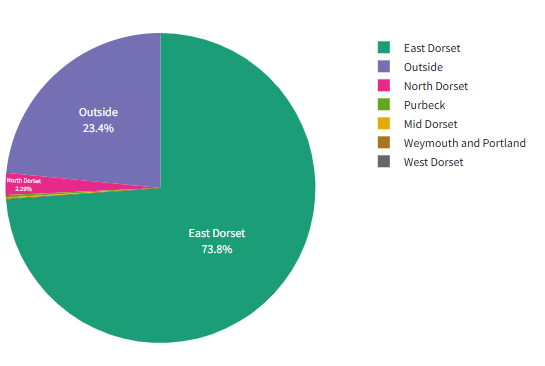 Outside
23.4%
North Dorset
2.29%
East Dorset
73.8%
East Dorset
Outside
North Dorset
Purbeck
Mid Dorset
Weymouth and Portland
West Dorset